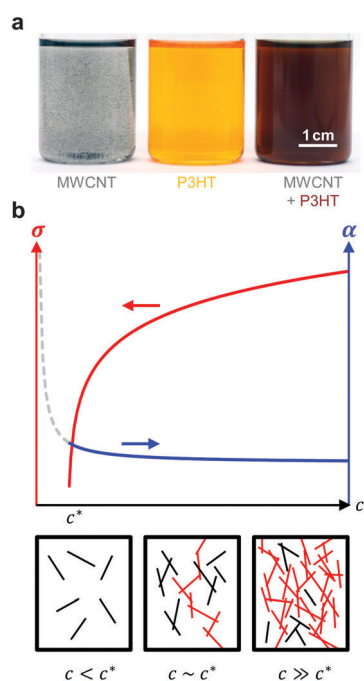 a
1 cm
MWCNT P3HT MWCNT
+ P3HT
b
σ α
c* c
c < c* c ~ c* c ≫ c*